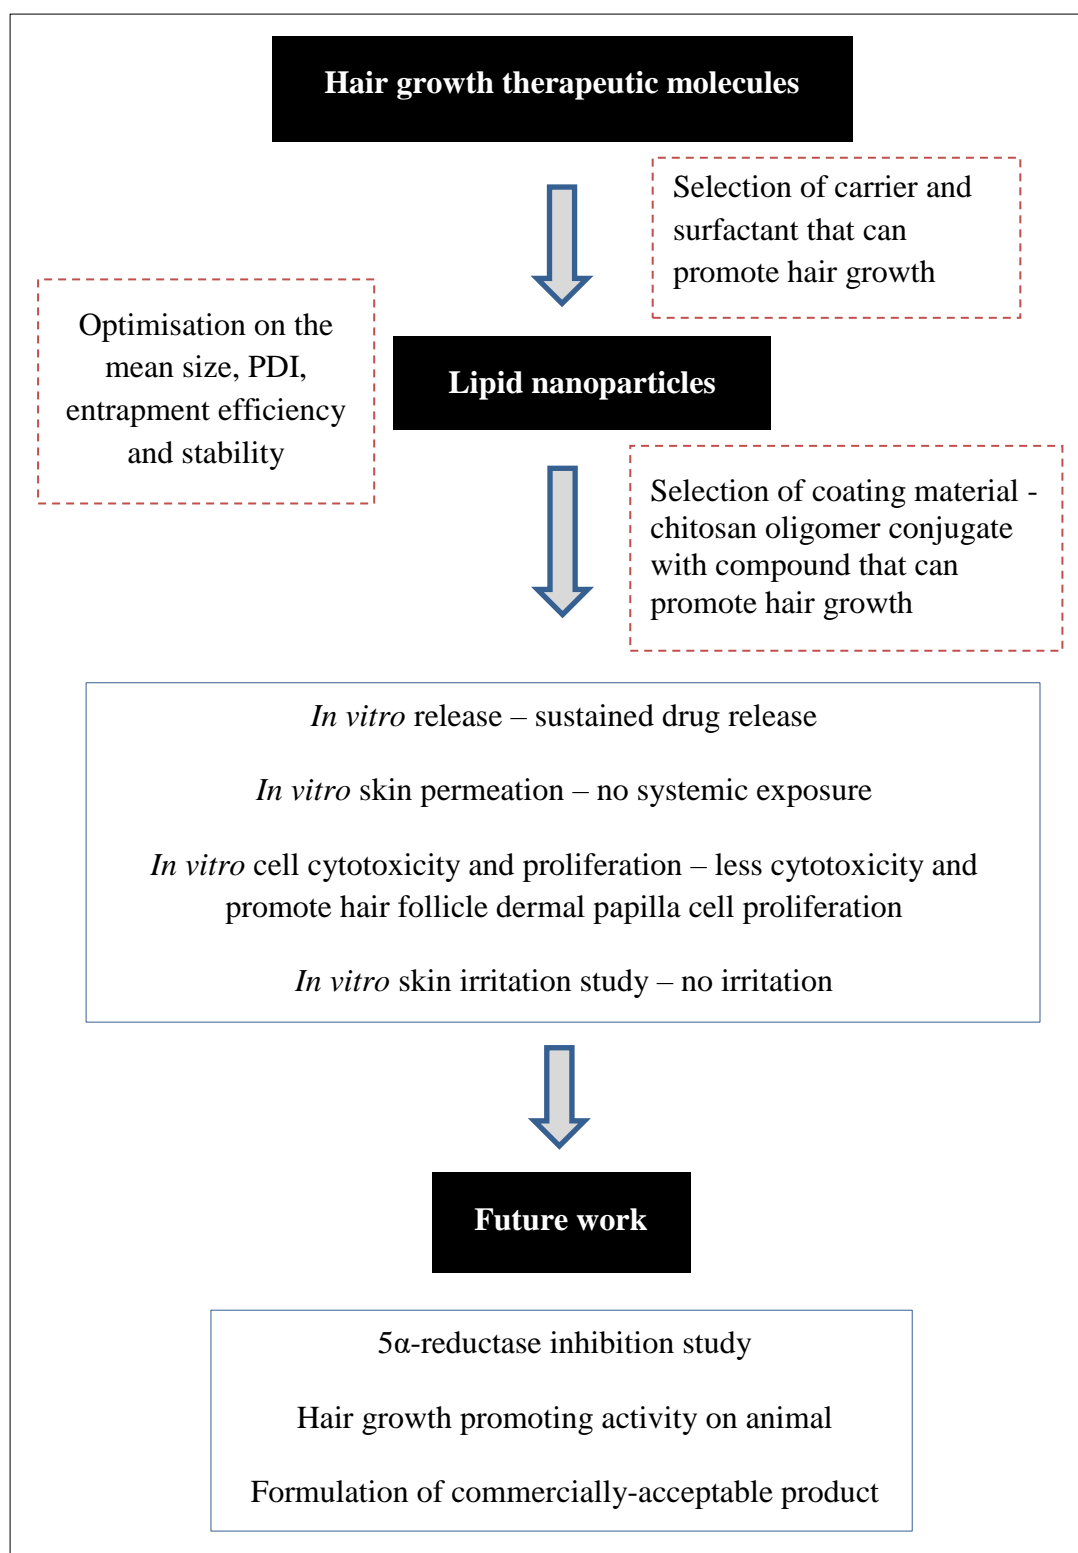 Hair growth therapeutic molecules
Selection of carrier and
surfactant that can
promote hair growth
Optimisation on the
mean size, PDI,
entrapment efficiency
and stability
Lipid nanoparticles
Selection of coating material -
chitosan oligomer conjugate
with compound that can
promote hair growth
In vitro release – sustained drug release
In vitro skin permeation – no systemic exposure
In vitro cell cytotoxicity and proliferation – less cytotoxicity and
promote hair follicle dermal papilla cell proliferation
In vitro skin irritation study – no irritation
Future work
5α-reductase inhibition study
Hair growth promoting activity on animal
Formulation of commercially-acceptable product